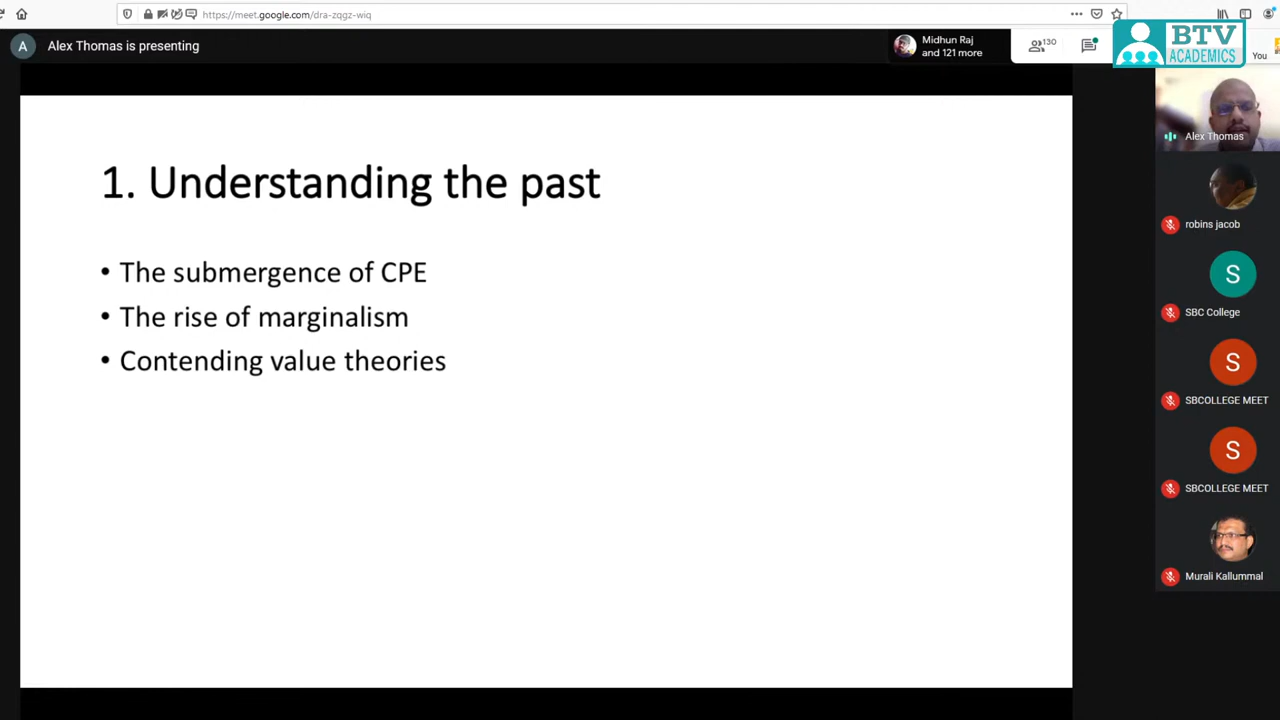 https://meet.google.com/dra-zqgz-wiq
A
Alex Thomas is presenting
Midhun Raj
and 121 more
130
BTV
ACADEMICS
You
1. Understanding the past
• The submergence of CPE
• The rise of marginalism
• Contending value theories
Alex Thomas
robins jacob
S
SBC College
S
SBCOLLEGE MEET
S
SBCOLLEGE MEET
Murali Kallummal